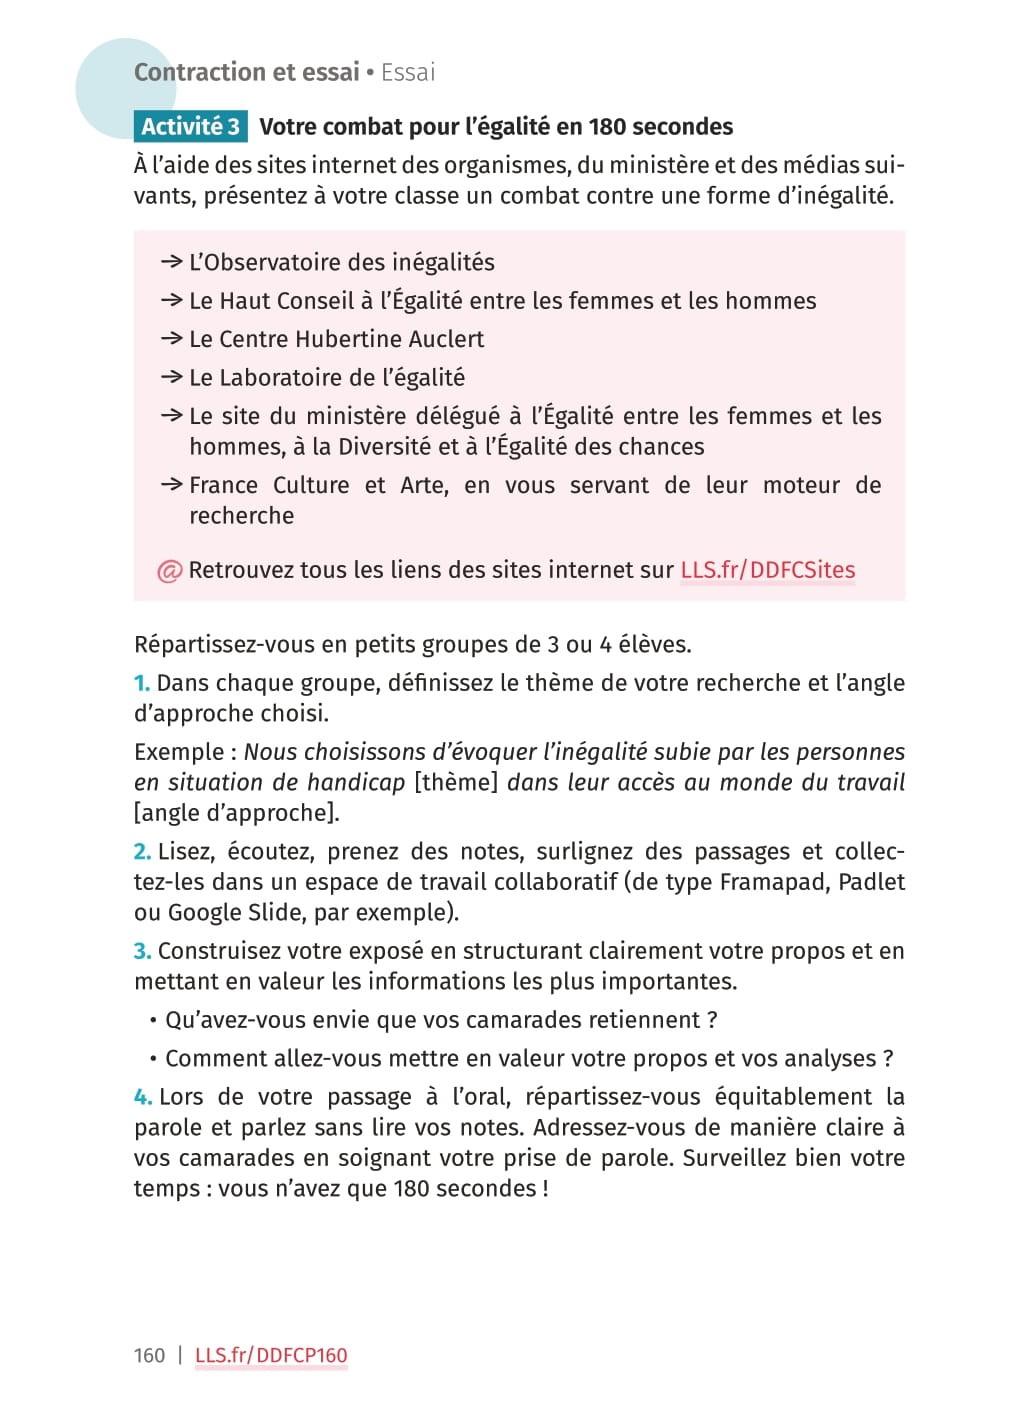 Contraction et essai • Essai
Activité 3 Votre combat pour l’égalité en 180 secondes
À l’aide des sites internet des organismes, du ministère et des médias sui-
vants, présentez à votre classe un combat contre une forme d’inégalité.
→ L’Observatoire des inégalités
→ Le Haut Conseil à l’Égalité entre les femmes et les hommes
→ Le Centre Hubertine Auclert
→ Le Laboratoire de l’égalité
→ Le site du ministère délégué à l’Égalité entre les femmes et les
hommes, à la Diversité et à l’Égalité des chances
→ France Culture et Arte, en vous servant de leur moteur de
recherche
@ Retrouvez tous les liens des sites internet sur LLS.fr/DDFCSites
Répartissez-vous en petits groupes de 3 ou 4 élèves.
1. Dans chaque groupe, définissez le thème de votre recherche et l’angle
d’approche choisi.
Exemple : Nous choisissons d’évoquer l’inégalité subie par les personnes
en situation de handicap [thème] dans leur accès au monde du travail
[angle d’approche].
2. Lisez, écoutez, prenez des notes, surlignez des passages et collec-
tez-les dans un espace de travail collaboratif (de type Framapad, Padlet
ou Google Slide, par exemple).
3. Construisez votre exposé en structurant clairement votre propos et en
mettant en valeur les informations les plus importantes.
• Qu’avez-vous envie que vos camarades retiennent ?
• Comment allez-vous mettre en valeur votre propos et vos analyses ?
4. Lors de votre passage à l’oral, répartissez-vous équitablement la
parole et parlez sans lire vos notes. Adressez-vous de manière claire à
vos camarades en soignant votre prise de parole. Surveillez bien votre
temps : vous n’avez que 180 secondes !
160 | LLS.fr/DDFCP160